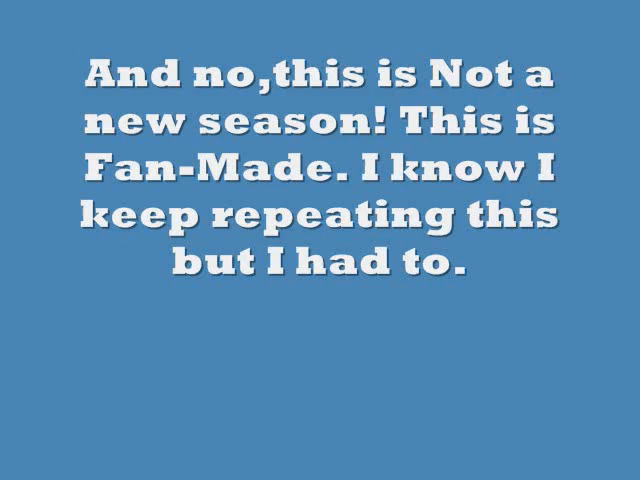 And no,this is Not a
new season! This is
Fan-Made. I know I
keep repeating this
but I had to.